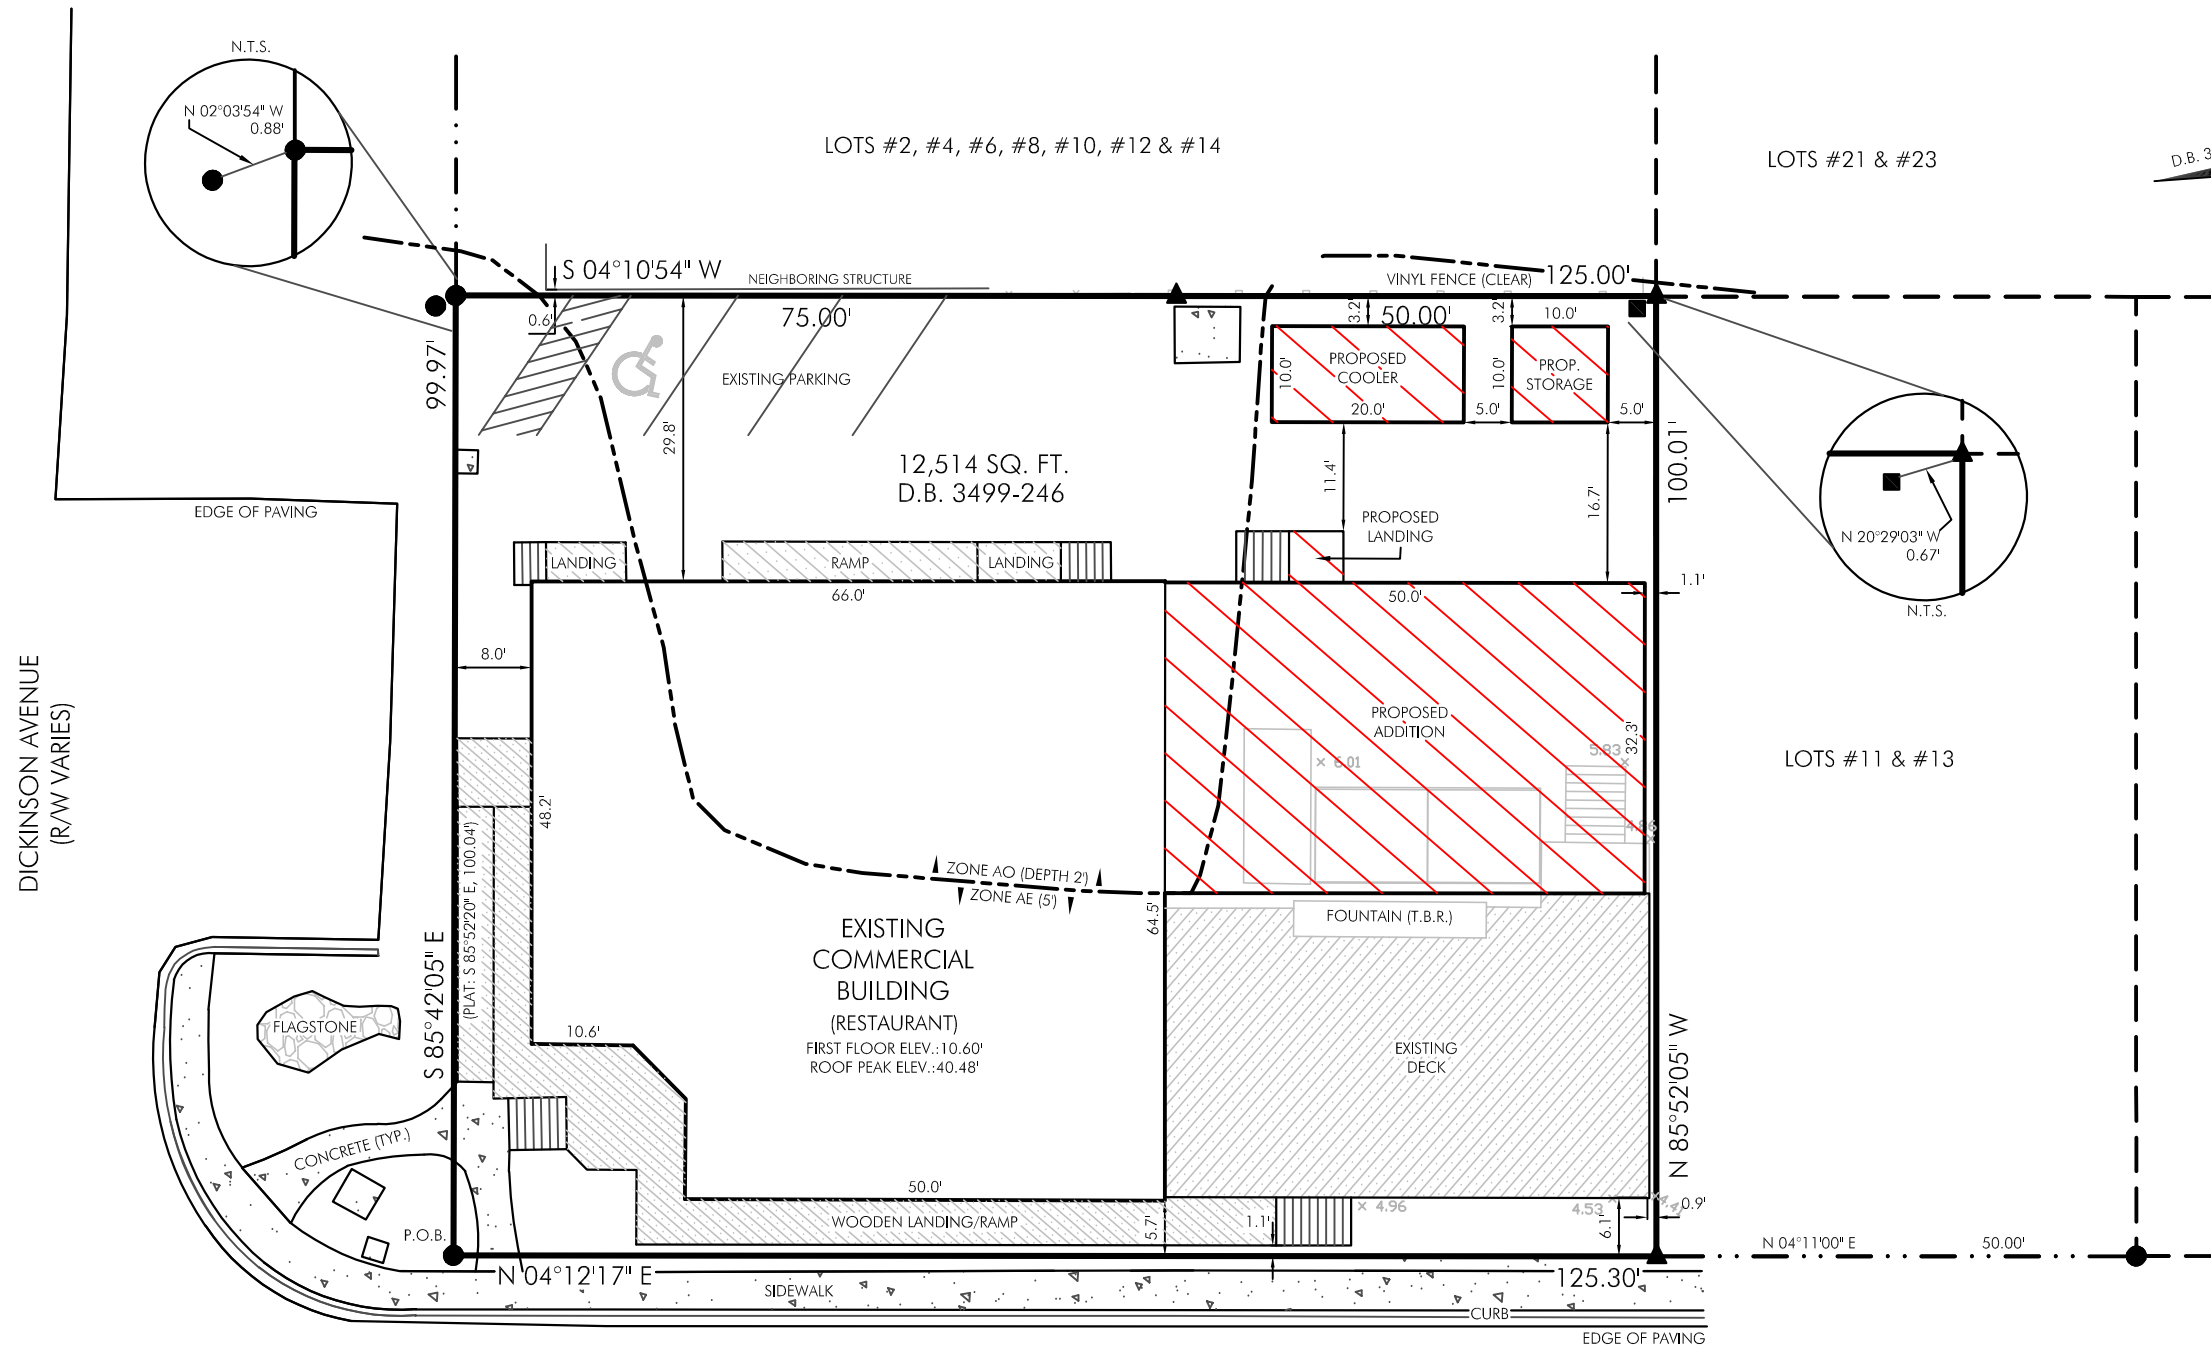 N.T.S.
N 02°03'54" W
0.88'
LOTS #2, #4, #6, #8, #10, #12 & #14
LOTS #21 & #23
D.B. 3
S 04°10'54" W
NEIGHBORING STRUCTURE
VINYL FENCE (CLEAR)
125.00'
0.6'
75.00'
3.2'
50.00'
3.2'
10.0'
99.97'
EXISTING PARKING
29.8'
10.0'
PROPOSED
COOLER
20.0'
10.0'
PROP.
STORAGE
5.0'
5.0'
12,514 SQ. FT.
D.B. 3499-246
11.4'
16.7'
100.01'
PROPOSED
LANDING
N 20°29'03" W
0.67'
N.T.S.
EDGE OF PAVING
LANDING
RAMP
LANDING
66.0'
50.0'
1.1'
8.0'
DICKINSON AVENUE
(R/W VARIES)
48.2'
PROPOSED
ADDITION
32.3'
5.83
6.01
4.86
LOTS #11 & #13
ZONE AO (DEPTH 2')
ZONE AE (5')
(PLAT: S 85°52'20" E, 100.04')
S 85°42'05" E
64.5'
FOUNTAIN (T.B.R.)
EXISTING
COMMERCIAL
BUILDING
(RESTAURANT)
FIRST FLOOR ELEV.:10.60'
ROOF PEAK ELEV.:40.48'
10.6'
FLAGSTONE
EXISTING
DECK
N 85°52'05" W
CONCRETE (TYP.)
50.0'
WOODEN LANDING/RAMP
5.7'
1.1'
4.96
4.53
4.41
6.1'
0.9'
P.O.B.
N 04°12'17" E
125.30'
N 04°11'00" E
50.00'
SIDEWALK
CURB
EDGE OF PAVING